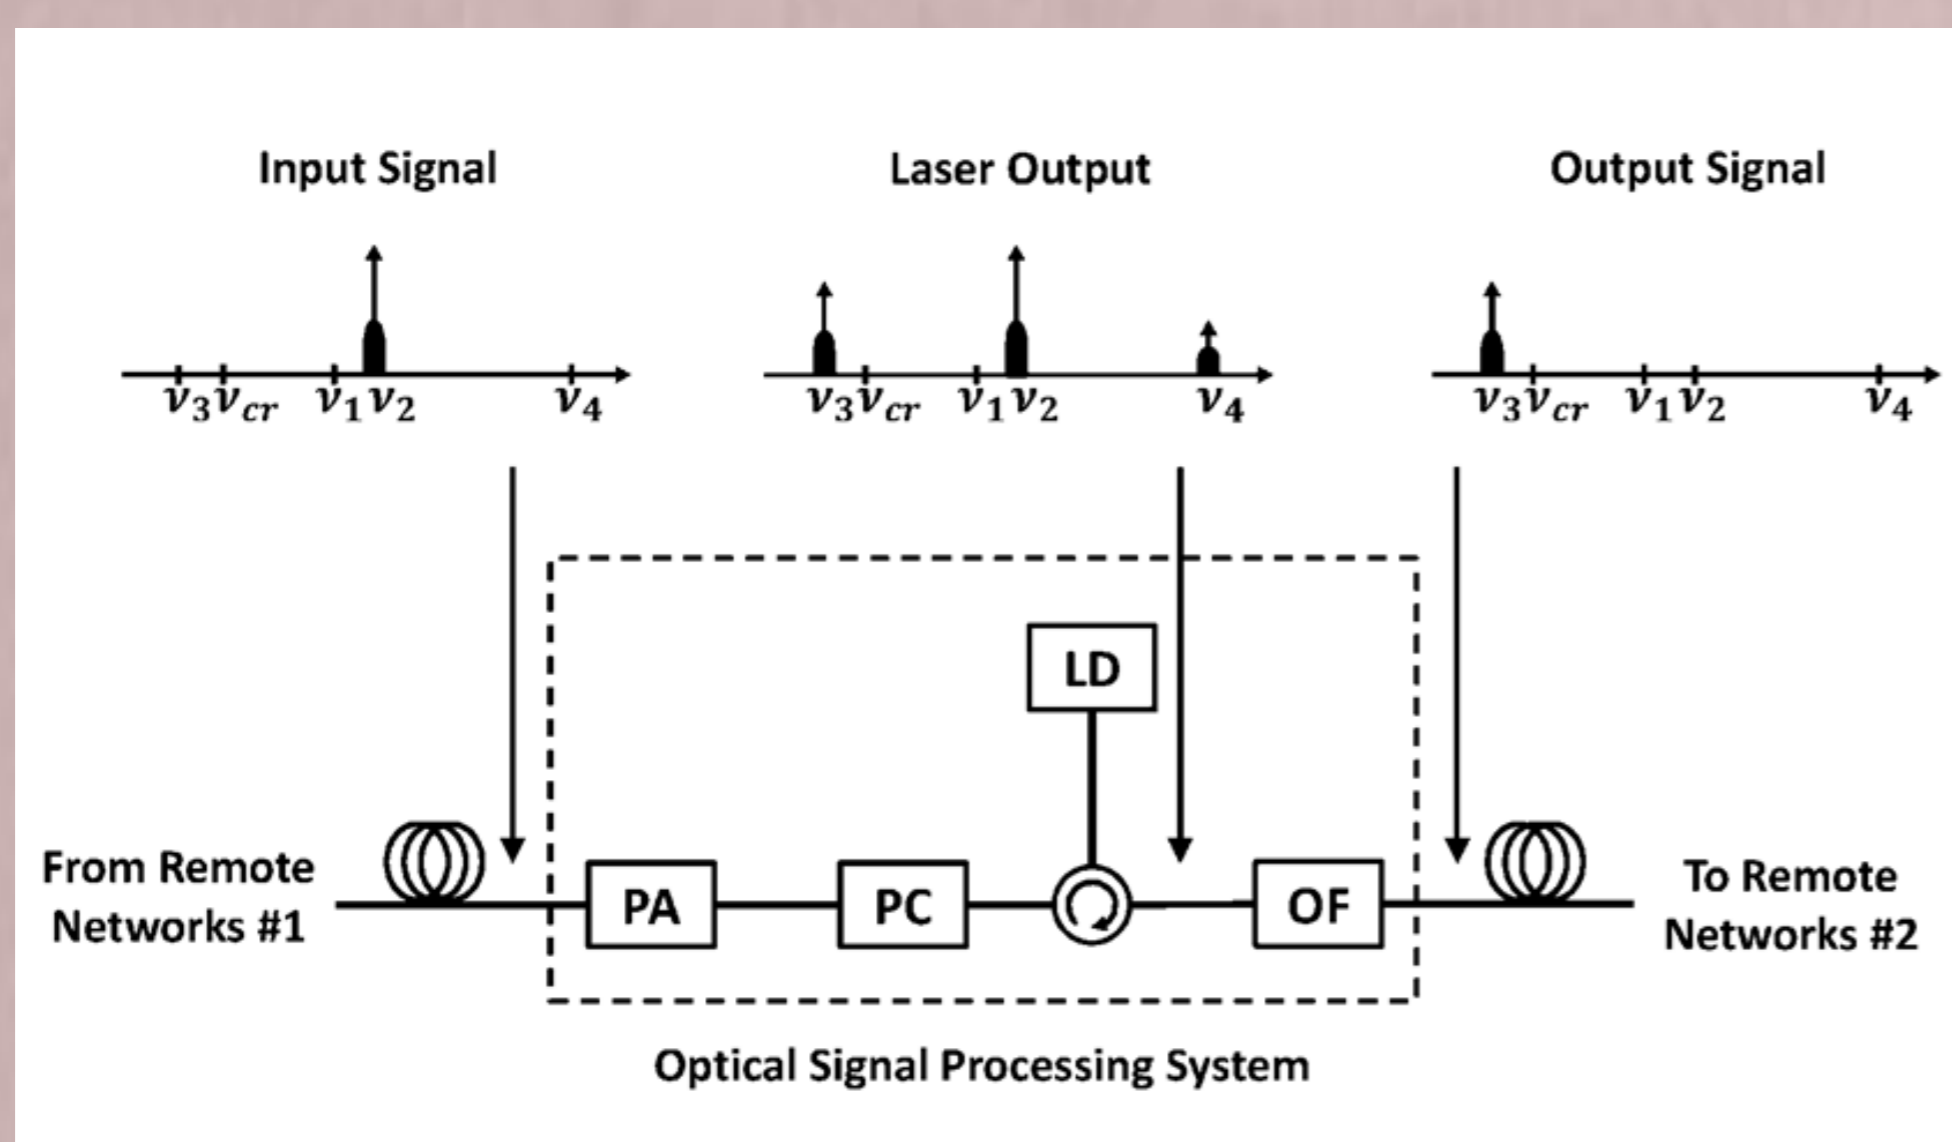 Input Signal
Laser Output
Output Signal
ν3 νcr ν1 ν2 ν4
ν3 νcr ν1 ν2 ν4
ν3 νcr ν1 ν2 ν4
LD
From Remote
Networks #1
PA
PC
OF
To Remote
Networks #2
Optical Signal Processing System